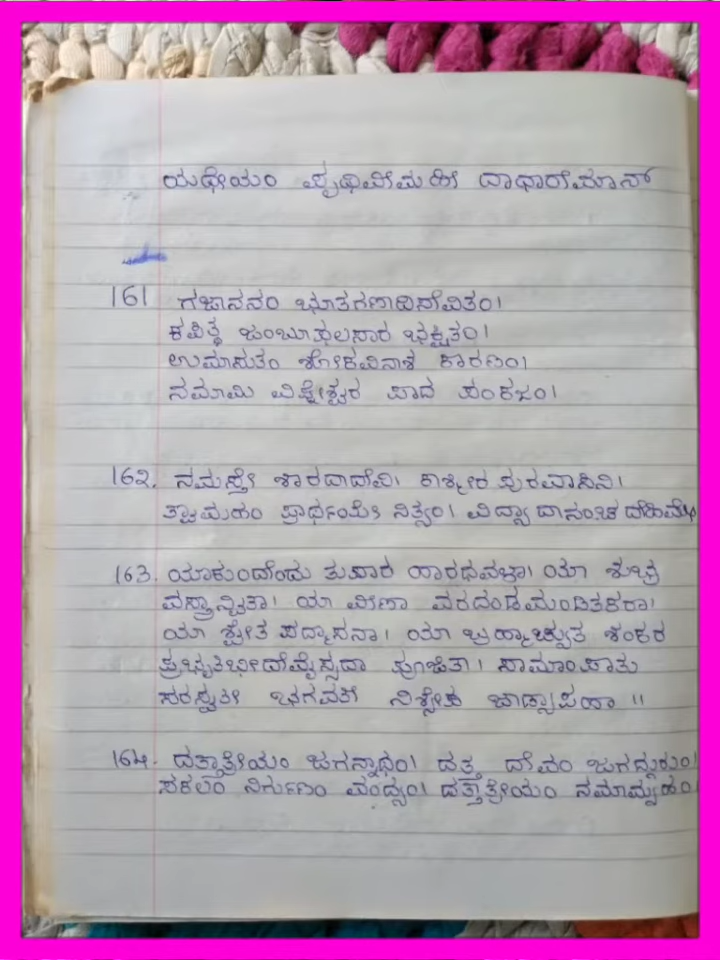 ಯಥೇಯಂ ಪೃಥಿವೀಮಹೀ ದಾಧಾರೇಮಾನ್
161 ಗಜಾನನಂ ಭೂತಗಣಾದಿಸೇವಿತಂ।
ಕಪಿತ್ಥ ಜಂಬೂಫಲಸಾರ ಭಕ್ಷಿತಂ।
ಉಮಾಸುತಂ ಶೋಕವಿನಾಶ ಕಾರಣಂ।
ನಮಾಮಿ ವಿಘ್ನೇಶ್ವರ ಪಾದ ಪಂಕಜಂ।
162. ನಮಸ್ತೇ ಶಾರದಾದೇವಿ। ಕಾಶ್ಮೀರ ಪುರವಾಸಿನಿ।
ತ್ವಾಮಹಂ ಪ್ರಾರ್ಥಯೇ ನಿತ್ಯಂ। ವಿದ್ಯಾ ದಾನಂಚ ದೇಹಿಮೇ
163. ಯಾಕುಂದೇಂದು ತುಷಾರ ಹಾರಧವಳಾ। ಯಾ ಶುಭ್ರ
ವಸ್ತ್ರಾನ್ವಿತಾ। ಯಾ ವೀಣಾ ವರದಂಡಮಂಡಿತಕರಾ।
ಯಾ ಶ್ವೇತ ಪದ್ಮಾಸನಾ। ಯಾ ಬ್ರಹ್ಮಾಚ್ಯುತ ಶಂಕರ
ಪ್ರಭೃತಿಭೀದೇವೈಸ್ಸದಾ ಪೂಜಿತಾ। ಸಾಮಾಂಪಾತು
ಸರಸ್ವತೀ ಭಗವತೀ ನಿಶ್ಶೇಷ ಜಾಡ್ಯಾಪಹಾ ॥
164. ದತ್ತಾತ್ರೇಯಂ ಜಗನ್ನಾಥಂ। ದತ್ತ ದೇವಂ ಜಗದ್ಗುರುಂ।
ಸಕಲಂ ನಿರ್ಗುಣಂ ವಂದ್ಯಂ। ದತ್ತಾತ್ರೇಯಂ ನಮಾಮ್ಯಹಂ।